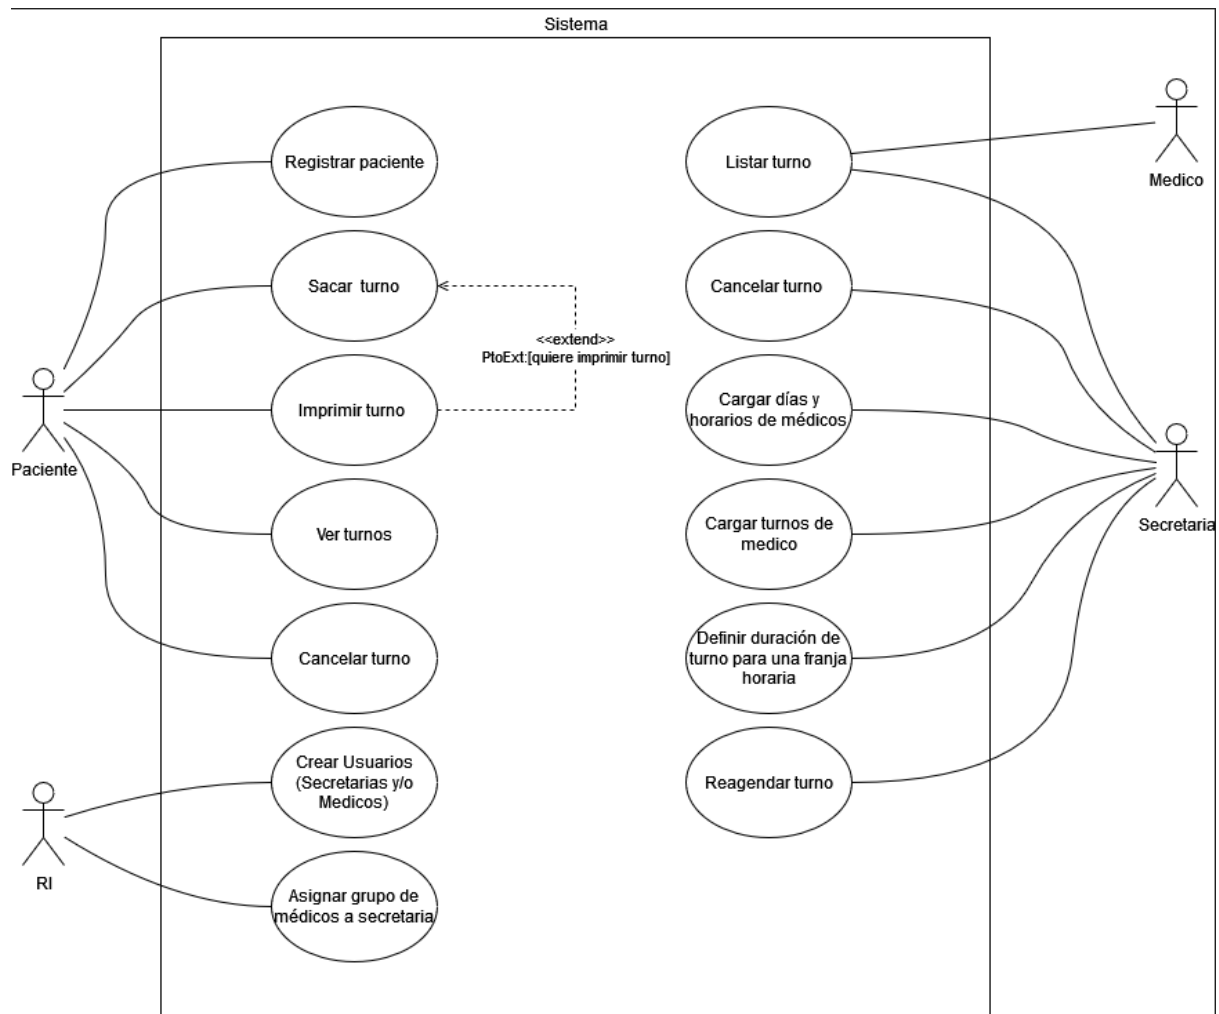 Sistema
Registrar paciente
Listar turno
Medico
Sacar turno
Cancelar turno
<<extend>>
PtoExt:[quiere imprimir turno]
Imprimir turno
Cargar días y
horarios de médicos
Paciente
Secretaria
Ver turnos
Cargar turnos de
medico
Cancelar turno
Definir duración de
turno para una franja
horaria
Crear Usuarios
(Secretarias y/o
Medicos)
Reagendar turno
RI
Asignar grupo de
médicos a secretaria